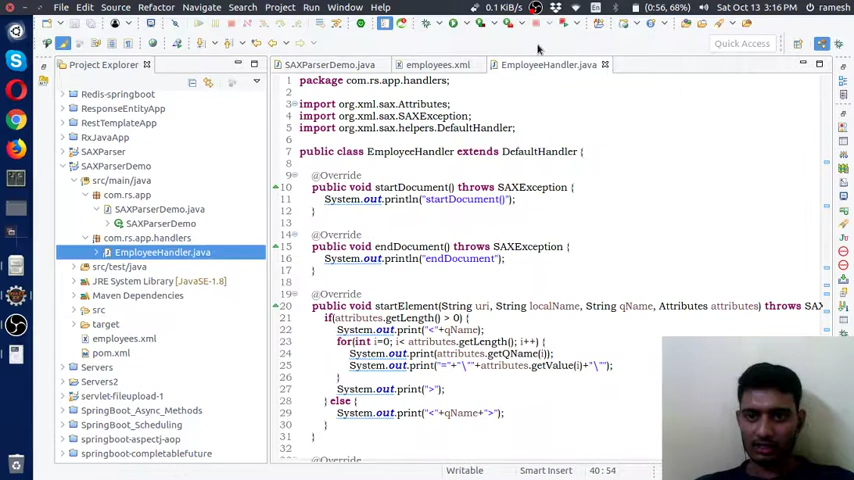 File Edit Source Refactor Navigate Search Project Run Window Help
0.1 KiB/s
En
(0:56, 68%)
Sat Oct 13 3:16 PM
ramesh
Quick Access
Project Explorer
Redis-springboot
ResponseEntityApp
RestTemplateApp
RxJavaApp
SAXParser
SAXParserDemo
src/main/java
com.rs.app
SAXParserDemo.java
SAXParserDemo
com.rs.app.handlers
EmployeeHandler.java
src/test/java
JRE System Library [JavaSE-1.8]
Maven Dependencies
src
target
employees.xml
pom.xml
Servers
Servers2
servlet-fileupload-1
SpringBoot_Async_Methods
SpringBoot_Scheduling
springboot-aspectj-aop
springboot-completablefuture
SAXParserDemo.java
employees.xml
EmployeeHandler.java
1 package com.rs.app.handlers;
2
3 import org.xml.sax.Attributes;
4 import org.xml.sax.SAXException;
5 import org.xml.sax.helpers.DefaultHandler;
6
7 public class EmployeeHandler extends DefaultHandler {
8
9 @Override
10 public void startDocument() throws SAXException {
11 System.out.println("startDocument()");
12 }
13
14 @Override
15 public void endDocument() throws SAXException {
16 System.out.println("endDocument");
17 }
18
19 @Override
20 public void startElement(String uri, String localName, String qName, Attributes attributes) throws SAX
21 if(attributes.getLength() > 0) {
22 System.out.print("<"+qName);
23 for(int i=0; i< attributes.getLength(); i++) {
24 System.out.print(attributes.getQName(i));
25 System.out.print("="+"\""+attributes.getValue(i)+"\"");
26 }
27 System.out.print(">");
28 } else {
29 System.out.print("<"+qName+">");
30 }
31 }
32
@Override
Writable
Smart Insert
40 : 54